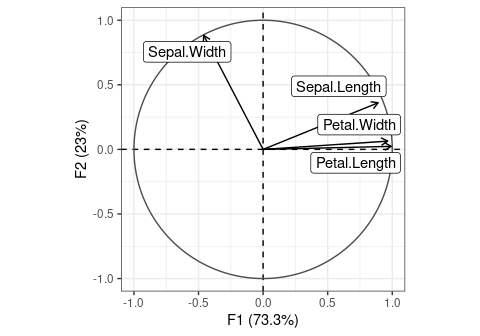 1.0
Sepal.Width
0.5
Sepal.Length
Petal.Width
0.0
Petal.Length
-0.5
-1.0
F2 (23%)
-1.0 -0.5 0.0 0.5 1.0
F1 (73.3%)